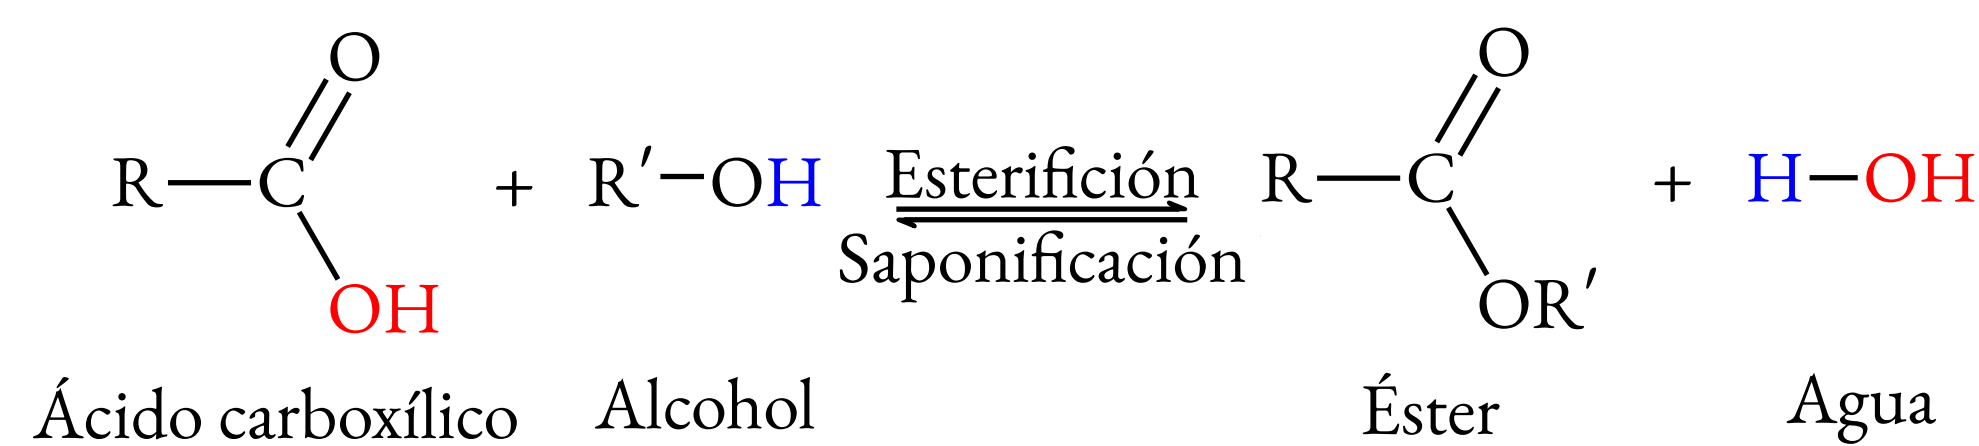 O
R C + R′ OH Esterifición R C + H OH
Saponificación
OH OR′
Ácido carboxílico Alcohol Éster Agua
O